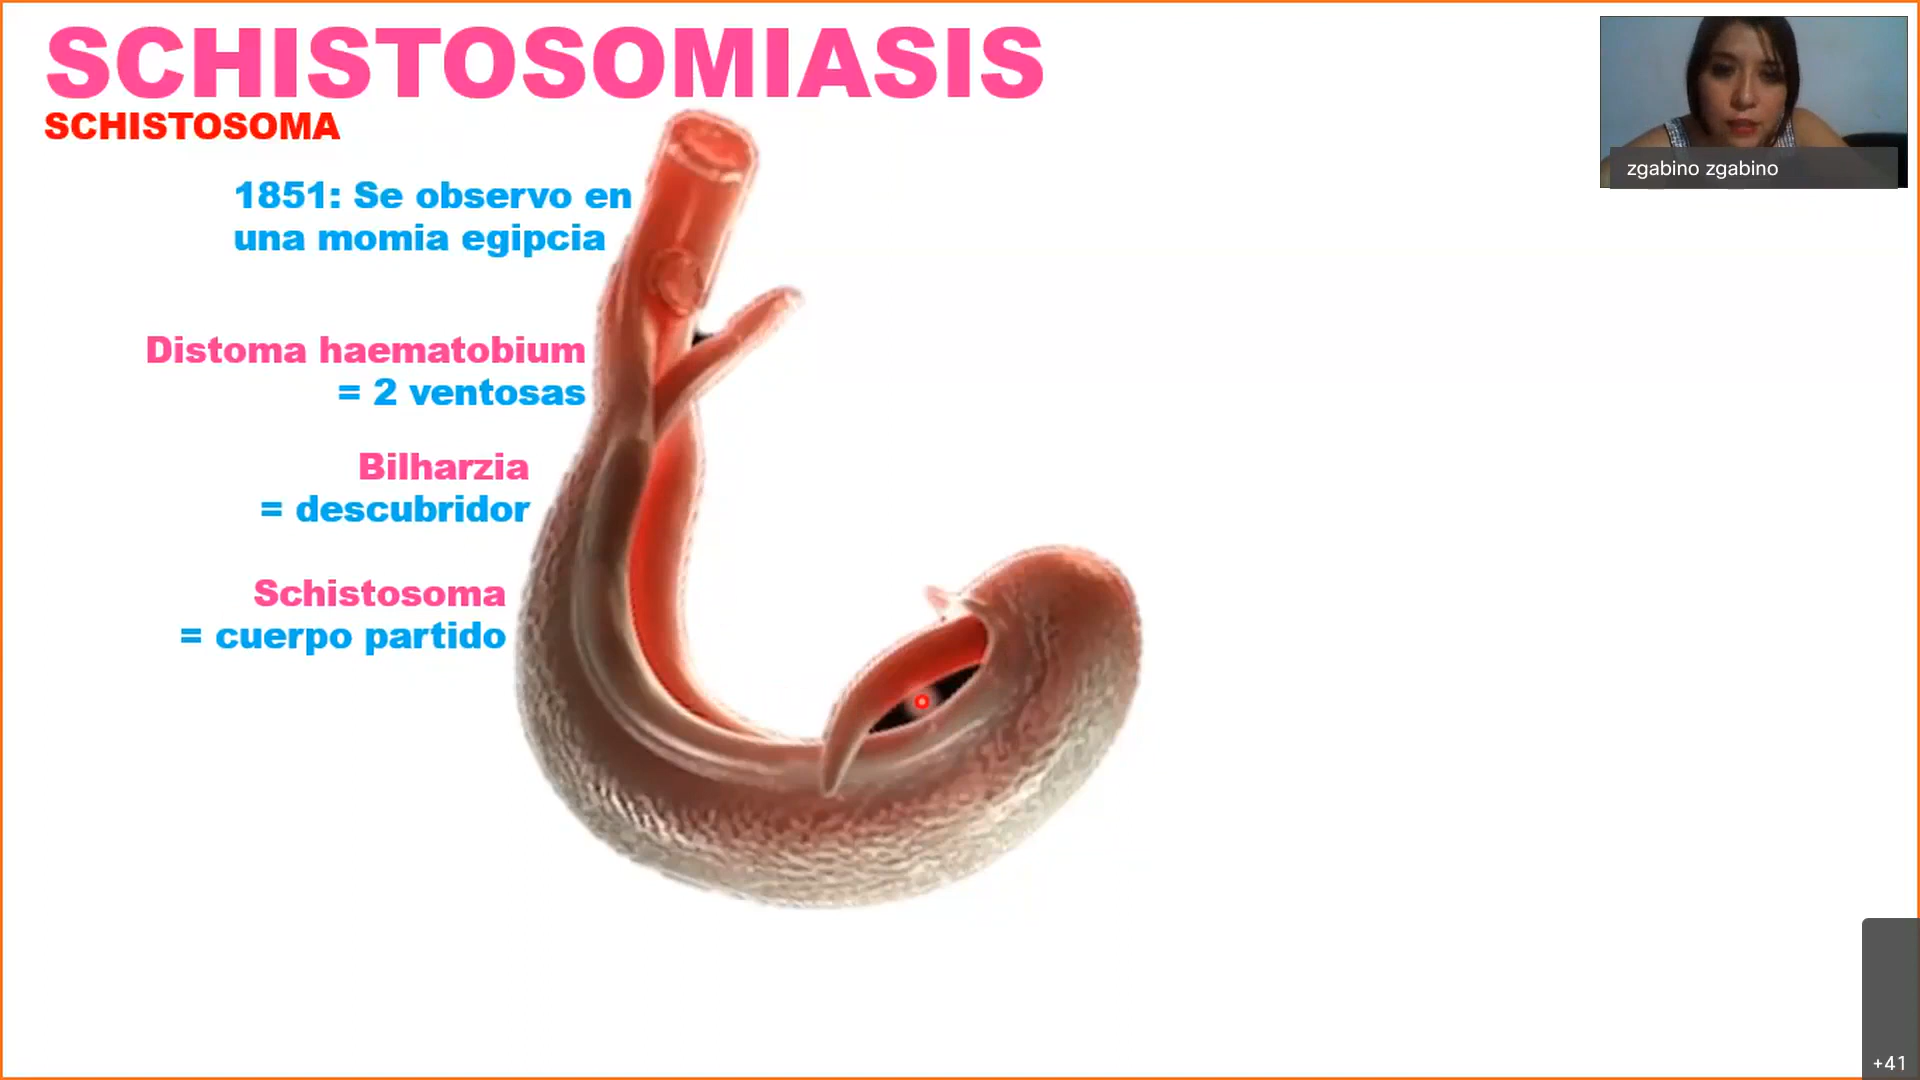 SCHISTOSOMIASIS
SCHISTOSOMA
1851: Se observo en
una momia egipcia
Distoma haematobium
= 2 ventosas
Bilharzia
= descubridor
Schistosoma
= cuerpo partido
zgabino zgabino
+41